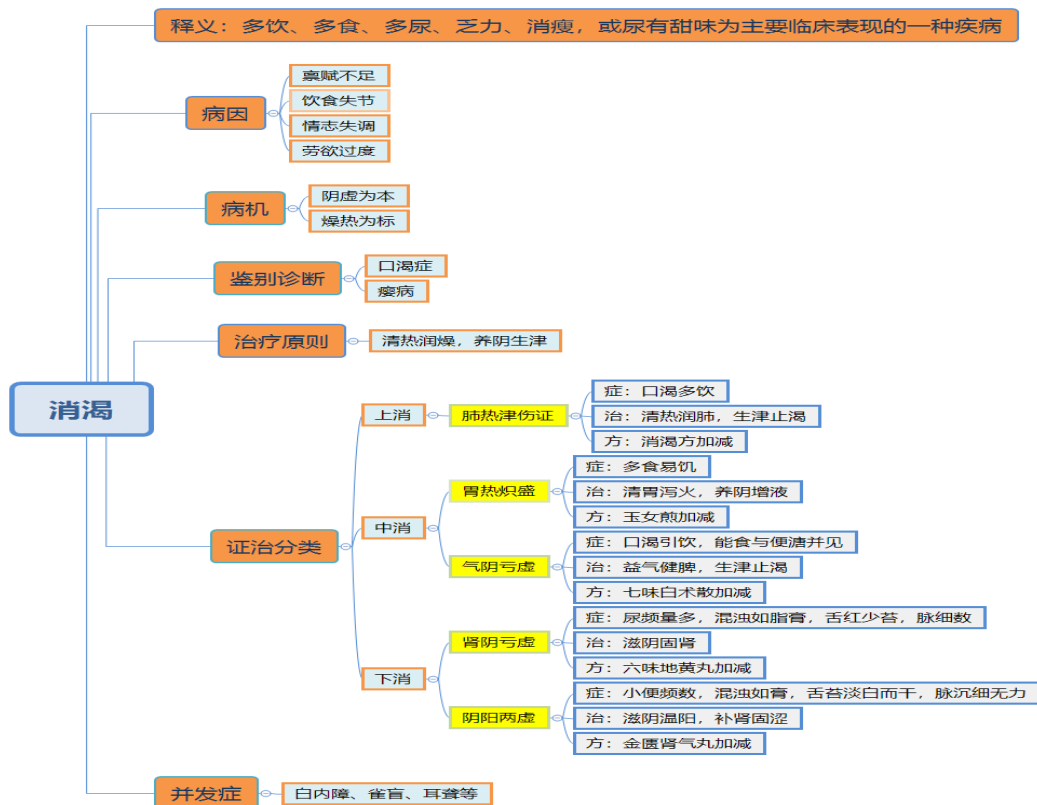 释义：多饮、多食、多尿、乏力、消瘦，或尿有甜味为主要临床表现的一种疾病
病因
禀赋不足
饮食失节
情志失调
劳欲过度
病机
阴虚为本
燥热为标
鉴别诊断
口渴症
瘿病
治疗原则
清热润燥，养阴生津
消渴
证治分类
上消
肺热津伤证
症：口渴多饮
治：清热润肺，生津止渴
方：消渴方加减
中消
胃热炽盛
症：多食易饥
治：清胃泻火，养阴增液
方：玉女煎加减
气阴亏虚
症：口渴引饮，能食与便溏并见
治：益气健脾，生津止渴
方：七味白术散加减
下消
肾阴亏虚
症：尿频量多，混浊如脂膏，舌红少苔，脉细数
治：滋阴固肾
方：六味地黄丸加减
阴阳两虚
症：小便频数，混浊如膏，舌苔淡白而干，脉沉细无力
治：滋阴温阳，补肾固涩
方：金匮肾气丸加减
并发症
白内障、雀盲、耳聋等